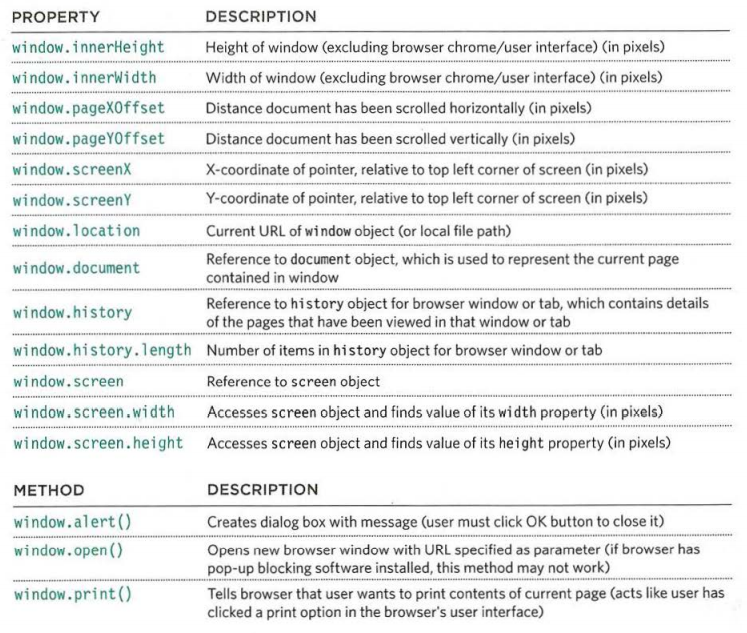 PROPERTY DESCRIPTION
window.innerHeight Height of window (excluding browser chrome/user interface) (in pixels)
window.innerWidth Width of window (excluding browser chrome/user interface) (in pixels)
window.pageXOffset Distance document has been scrolled horizontally (in pixels)
window.pageYOffset Distance document has been scrolled vertically (in pixels)
window.screenX X-coordinate of pointer, relative to top left corner of screen (in pixels)
window.screenY Y-coordinate of pointer, relative to top left corner of screen (in pixels)
window.location Current URL of window object (or local file path)
window.document Reference to document object, which is used to represent the current page
contained in window
window.history Reference to history object for browser window or tab, which contains details
of the pages that have been viewed in that window or tab
window.history.length Number of items in history object for browser window or tab
window.screen Reference to screen object
window.screen.width Accesses screen object and finds value of its width property (in pixels)
window.screen.height Accesses screen object and finds value of its height property (in pixels)
METHOD DESCRIPTION
window.alert() Creates dialog box with message (user must click OK button to close it)
window.open() Opens new browser window with URL specified as parameter (if browser has
pop-up blocking software installed, this method may not work)
window.print() Tells browser that user wants to print contents of current page (acts like user has
clicked a print option in the browser's user interface)